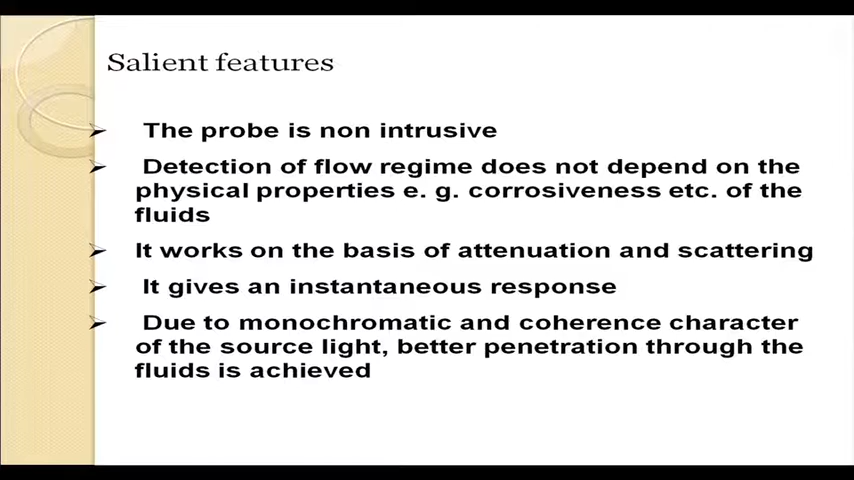 Salient features
The probe is non intrusive
Detection of flow regime does not depend on the
physical properties e. g. corrosiveness etc. of the
fluids
It works on the basis of attenuation and scattering
It gives an instantaneous response
Due to monochromatic and coherence character
of the source light, better penetration through the
fluids is achieved